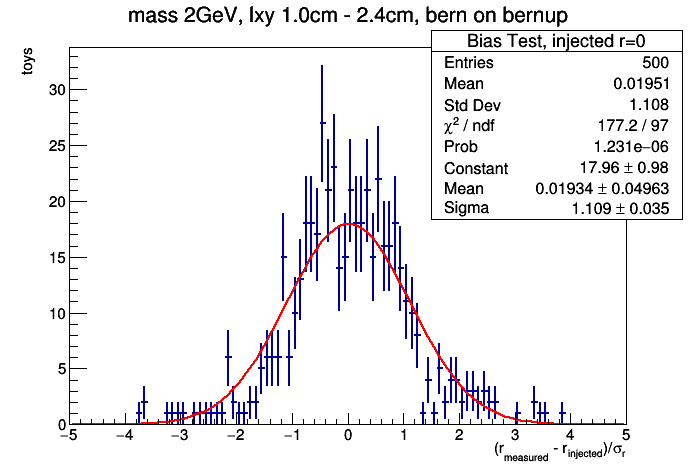 mass 2GeV, lxy 1.0cm - 2.4cm, bern on bernup
toys
Bias Test, injected r=0
Entries 500
Mean 0.01951
Std Dev 1.108
χ² / ndf 177.2 / 97
Prob 1.231e−06
Constant 17.96 ± 0.98
Mean 0.01934 ± 0.04963
Sigma 1.109 ± 0.035
30
25
20
15
10
5
0
−5 −4 −3 −2 −1 0 1 2 3 4 5
(r_measured - r_injected)/σ_r